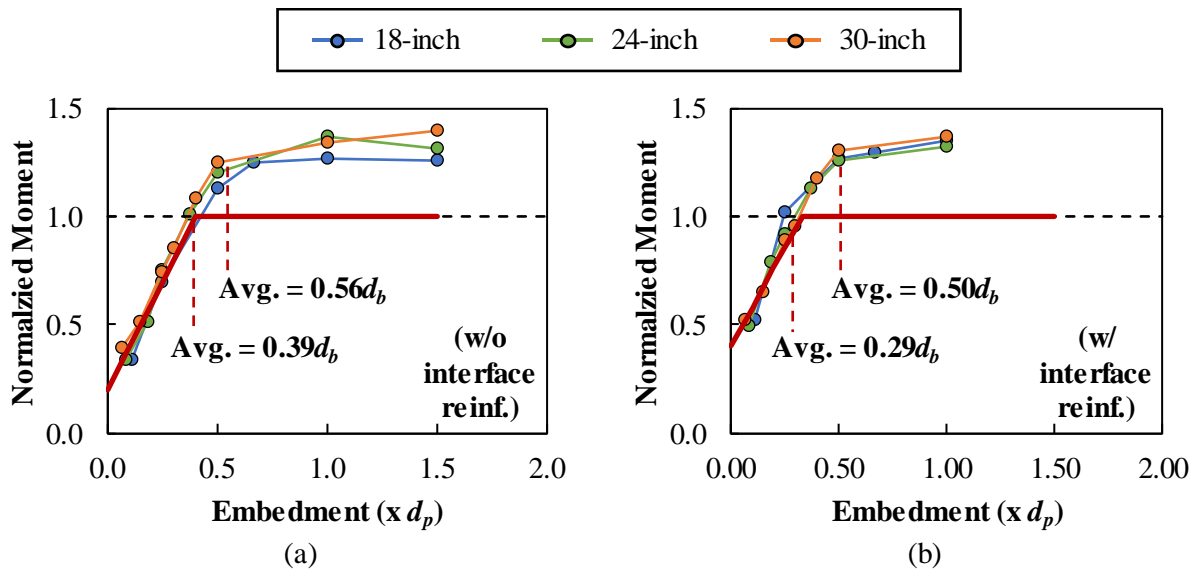 18-inch 24-inch 30-inch
1.5
1.0
0.5
0.0
Normalzied Moment
Avg. = 0.56d_b
Avg. = 0.39d_b
(w/o
interface
reinf.)
0.0 0.5 1.0 1.5 2.0
Embedment (x d_p)
(a)
1.5
1.0
0.5
0.0
Normalzied Moment
Avg. = 0.50d_b
Avg. = 0.29d_b
(w/
interface
reinf.)
0.00 0.50 1.00 1.50 2.00
Embedment (x d_p)
(b)